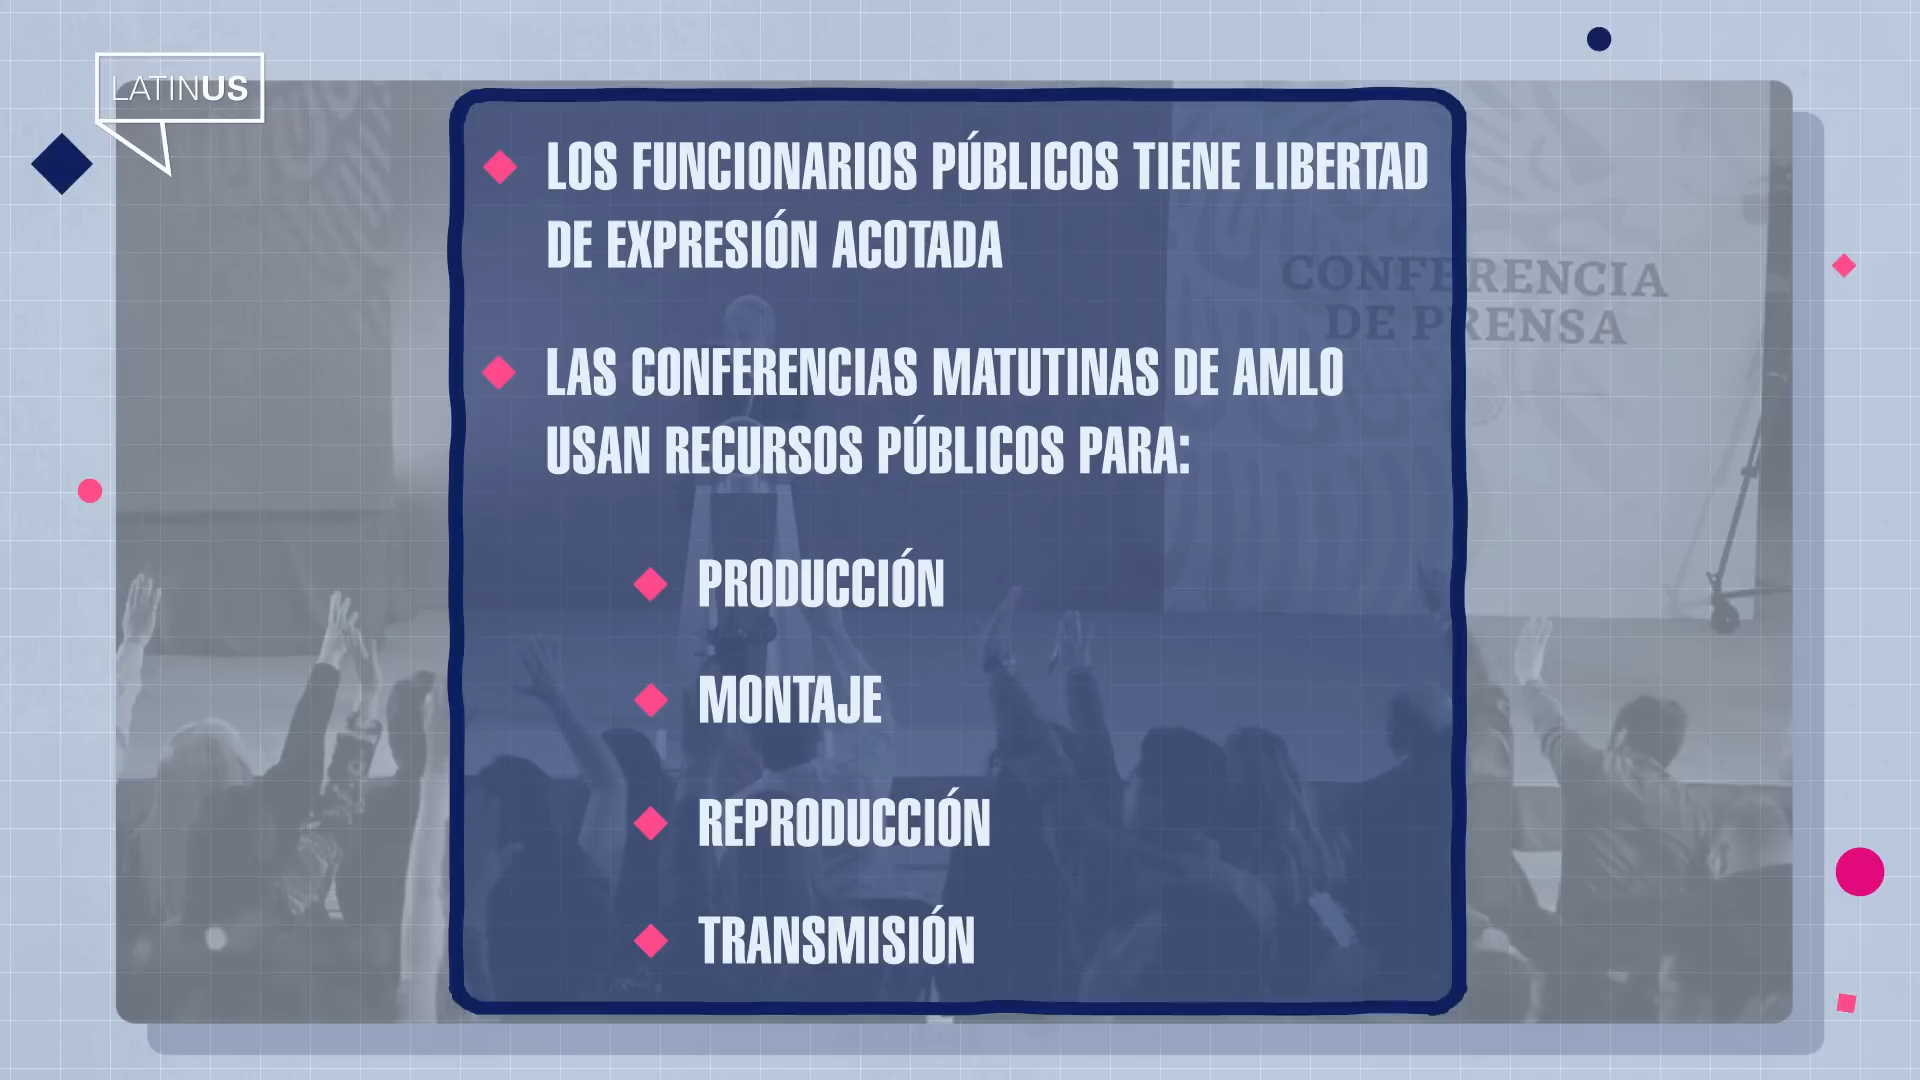 LATINUS
LOS FUNCIONARIOS PÚBLICOS TIENE LIBERTAD
DE EXPRESIÓN ACOTADA
CONFERENCIA
DE PRENSA
LAS CONFERENCIAS MATUTINAS DE AMLO
USAN RECURSOS PÚBLICOS PARA:
PRODUCCIÓN
MONTAJE
REPRODUCCIÓN
TRANSMISIÓN